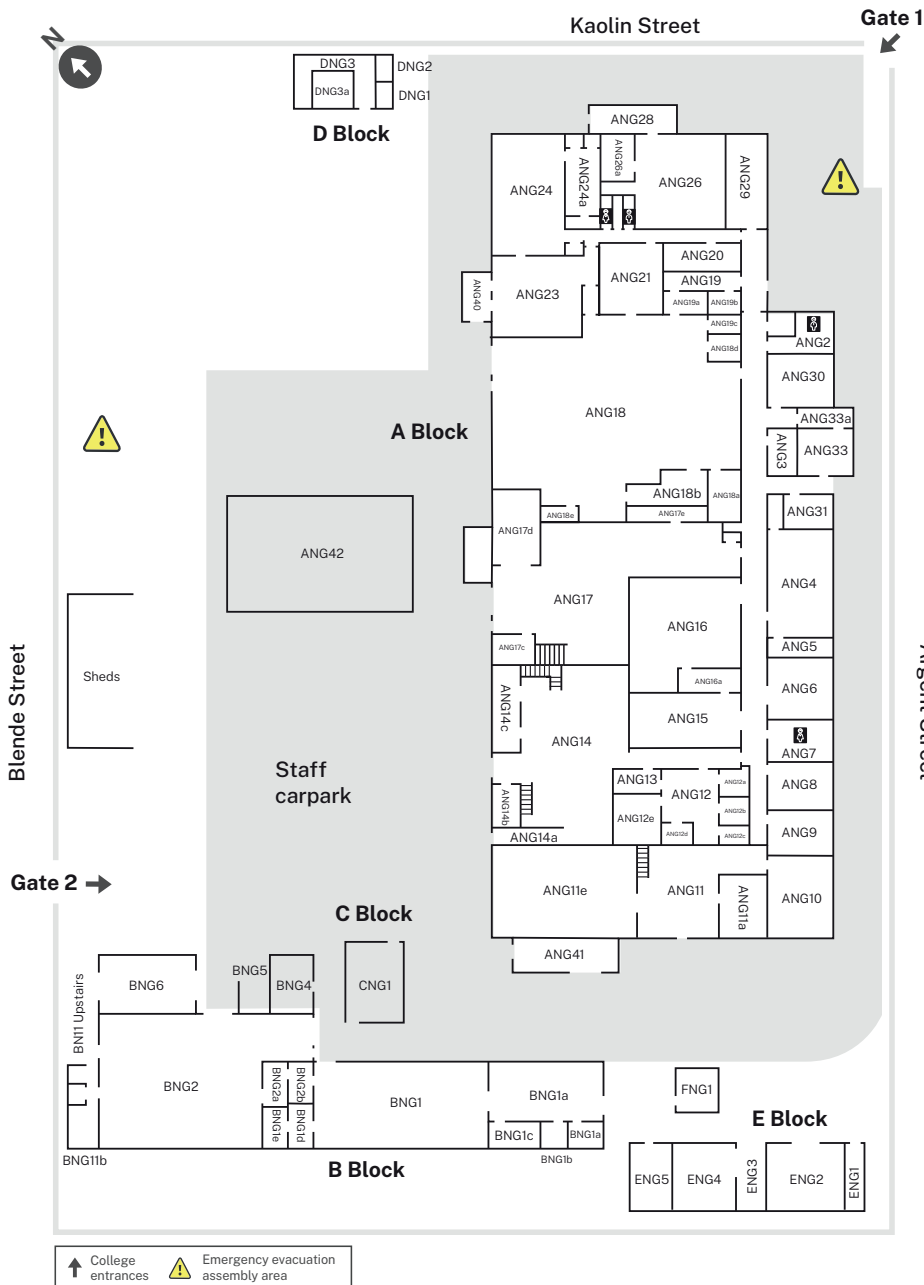 Kaolin Street
Gate 1
N
DNG3
DNG2
DNG3a
DNG1
D Block
ANG28
ANG24
ANG24a
ANG26a
ANG26
ANG29
ANG20
ANG21
ANG19
ANG23
ANG40
ANG19a
ANG19b
ANG19c
ANG18d
ANG2
ANG30
ANG18
A Block
ANG33a
ANG3
ANG33
ANG18b
ANG18a
ANG18e
ANG17e
ANG31
ANG17d
ANG42
ANG4
ANG17
ANG16
ANG17c
ANG5
Blende Street
Sheds
ANG16a
ANG6
ANG14c
ANG15
ANG14
ANG7
Argent Street
Staff
carpark
ANG13
ANG12
ANG12a
ANG8
ANG14b
ANG12e
ANG12b
ANG12d
ANG12c
ANG14a
ANG9
Gate 2
ANG11e
ANG11
ANG11a
ANG10
C Block
ANG41
BN11 Upstairs
BNG6
BNG5
BNG4
CNG1
BNG2
BNG2a
BNG2b
BNG1
BNG1a
FNG1
BNG1e
BNG1d
BNG1c
BNG1a
E Block
BNG11b
B Block
BNG1b
ENG5
ENG4
ENG3
ENG2
ENG1
College
entrances
Emergency evacuation
assembly area